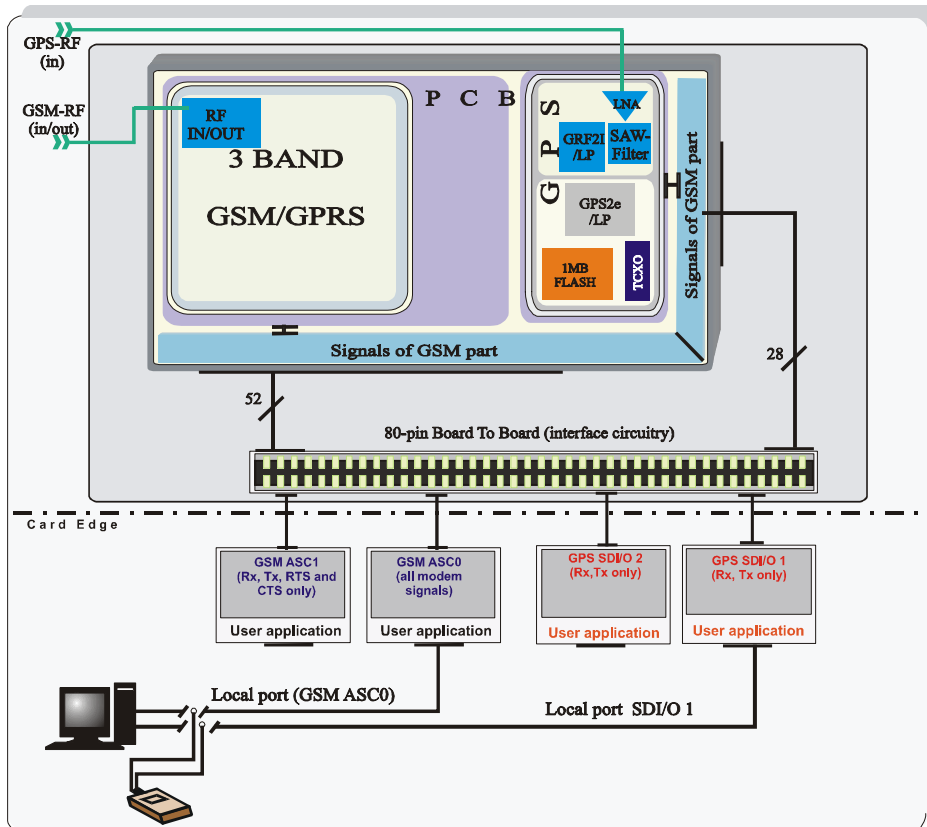 GPS-RF
(in)
GSM-RF
(in/out)
P C B
RF
IN/OUT
3 BAND
GSM/GPRS
GPS
LNA
GRF2I
/LP
SAW-
Filter
GPS2e
/LP
1MB
FLASH
TCXO
Signals of GSM part
Signals of GSM part
52
28
80-pin Board To Board (interface circuitry)
Card Edge
GSM ASC1
(Rx, Tx, RTS and
CTS only)
User application
GSM ASC0
(all modem
signals)
User application
GPS SDI/O 2
(Rx,Tx only)
User application
GPS SDI/O 1
(Rx, Tx only)
User application
Local port (GSM ASC0)
Local port SDI/O 1